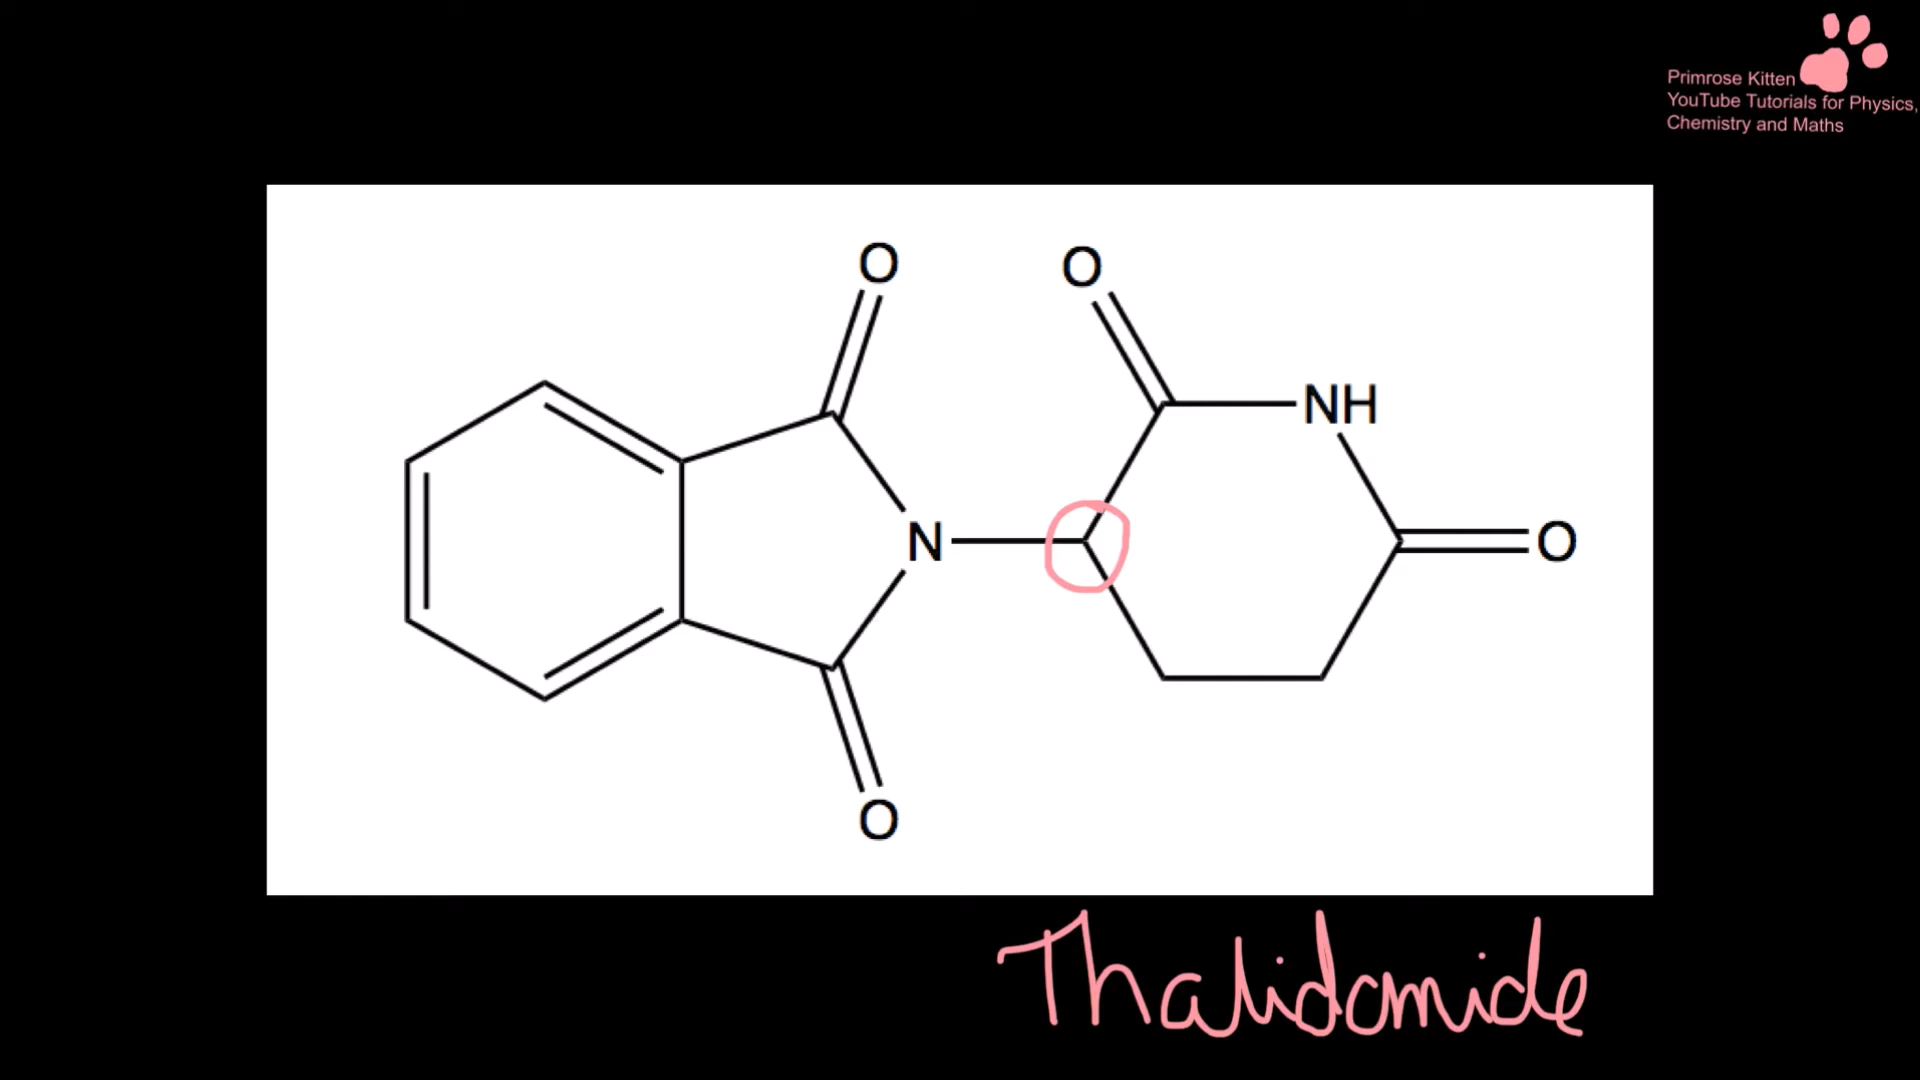 Primrose Kitten
YouTube Tutorials for Physics,
Chemistry and Maths
O
O
NH
N
O
O
Thalidomide